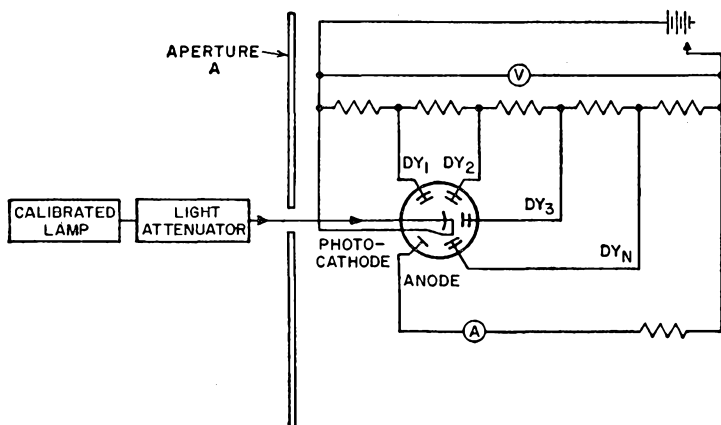 APERTURE
A
V
DY1
DY2
DY3
CALIBRATED
LAMP
LIGHT
ATTENUATOR
PHOTO-
CATHODE
DYN
ANODE
A